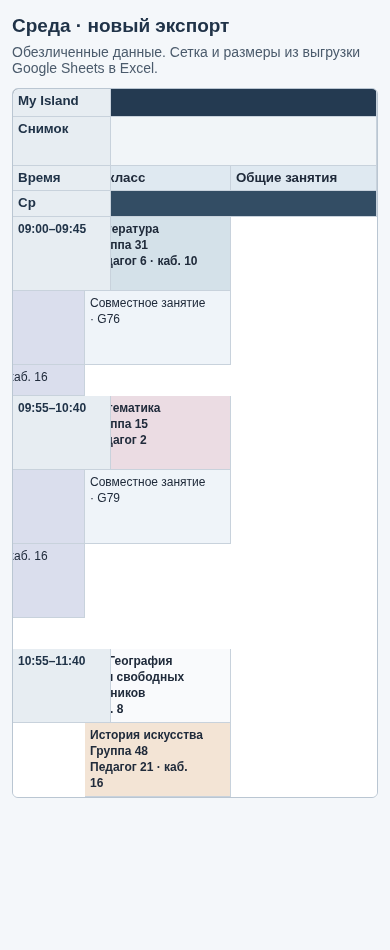 Среда · новый экспорт
Обезличенные данные. Сетка и размеры из выгрузки
Google Sheets в Excel.
My Island
Снимок
Время класс Общие занятия
Ср
09:00–09:45 ература
ппа 31
дагог 6 · каб. 10
Совместное занятие
· G76
каб. 16
09:55–10:40 тематика
ппа 15
дагог 2
Совместное занятие
· G79
каб. 16
10:55–11:40 География
свободных
ников
. 8
История искусства
Группа 48
Педагог 21 · каб.
16